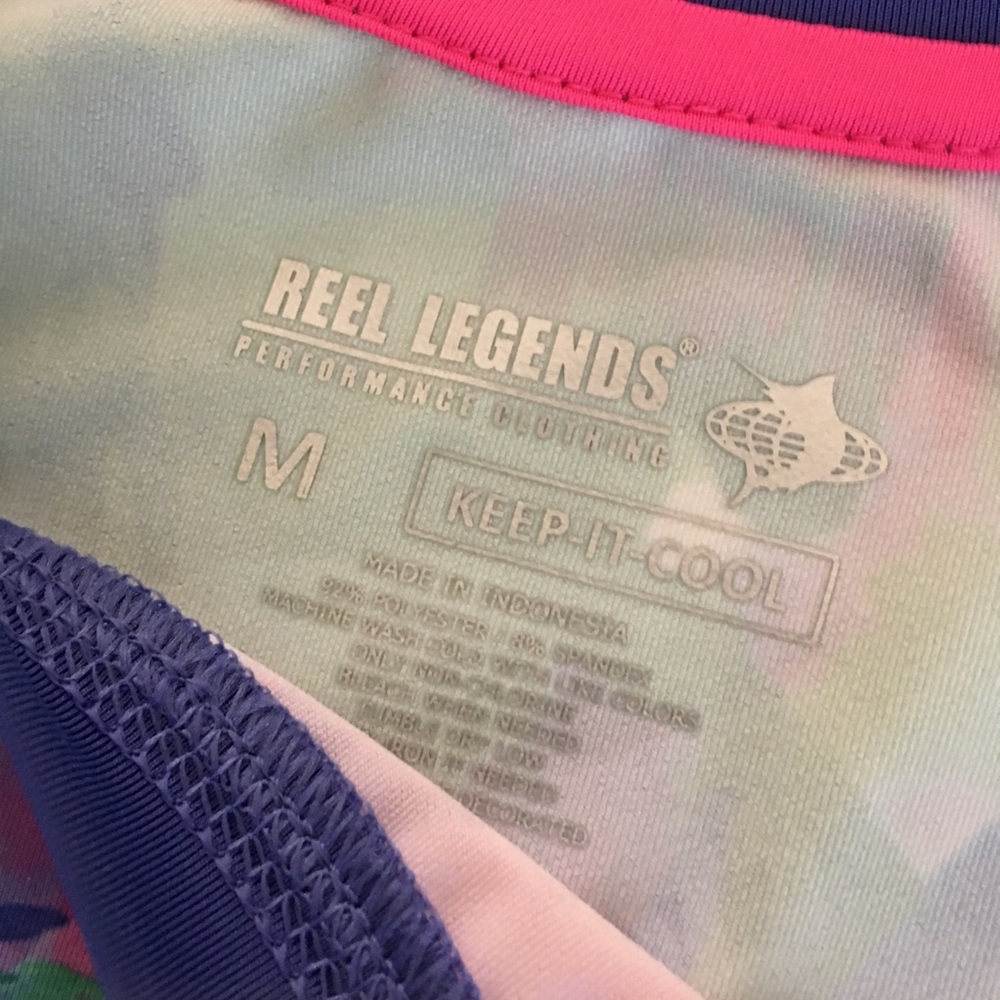 REEL LEGENDS®
PERFORMANCE CLOTHING
M
KEEP-IT-COOL
MADE IN INDONESIA
92% POLYESTER / 8% SPANDEX
MACHINE WASH COLD WITH LIKE COLORS
ONLY NON-CHLORINE
BLEACH WHEN NEEDED
TUMBLE DRY LOW
IRON IF NEEDED
DECORATED